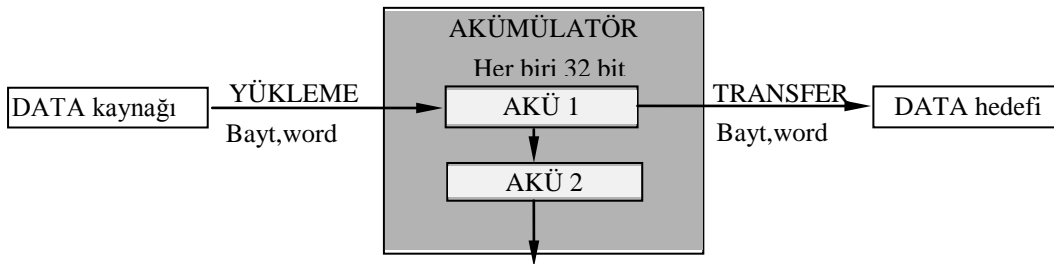 AKÜMÜLATÖR
Her biri 32 bit
DATA kaynağı
YÜKLEME
Bayt,word
AKÜ 1
TRANSFER
Bayt,word
DATA hedefi
AKÜ 2